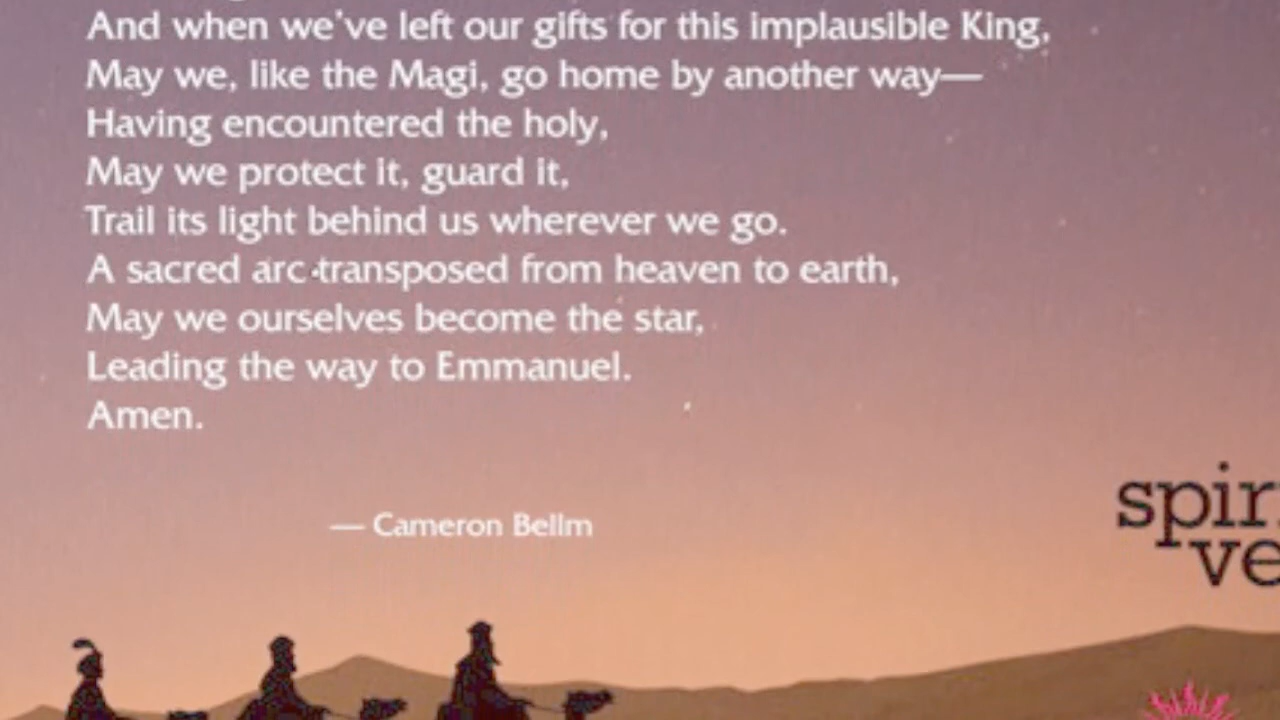 And when we've left our gifts for this implausible King,
May we, like the Magi, go home by another way—
Having encountered the holy,
May we protect it, guard it,
Trail its light behind us wherever we go.
A sacred arc transposed from heaven to earth,
May we ourselves become the star,
Leading the way to Emmanuel.
Amen.
— Cameron Bellm